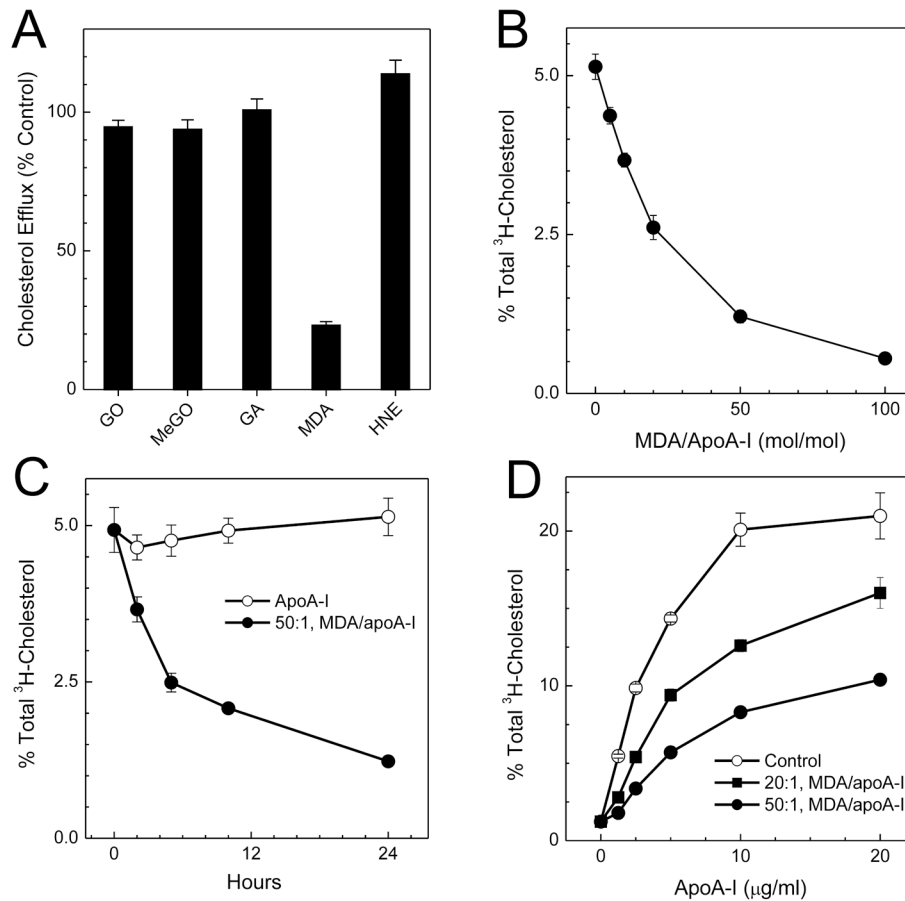 A
Cholesterol Efflux (% Control)
100
50
0
GO
MeGO
GA
MDA
HNE
B
% Total ³H-Cholesterol
5.0
2.5
0.0
0
50
100
MDA/ApoA-I (mol/mol)
C
% Total ³H-Cholesterol
5.0
2.5
0.0
ApoA-I
50:1, MDA/apoA-I
0
12
24
Hours
D
% Total ³H-Cholesterol
20
10
0
Control
20:1, MDA/apoA-I
50:1, MDA/apoA-I
0
10
20
ApoA-I (µg/ml)